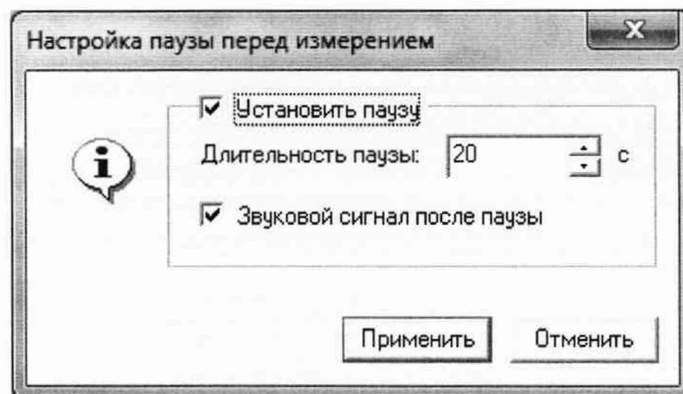 Настройка паузы перед измерением
Установить паузу
Длительность паузы: 20 с
Звуковой сигнал после паузы
Применить Отменить